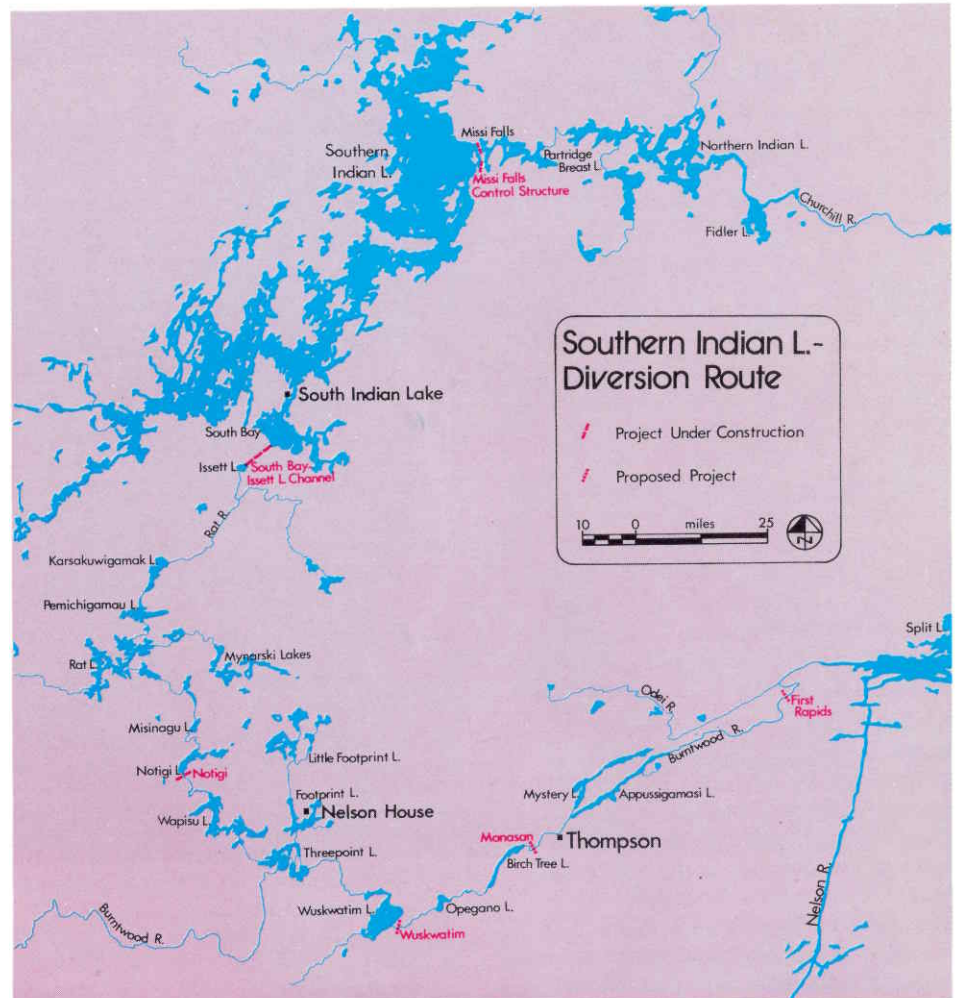 Missi Falls
Southern
Indian L.
Partridge
Breast L.
Northern Indian L.
Missi Falls
Control Structure
Churchill R.
Fidler L.
Southern Indian L.-
Diversion Route
Project Under Construction
Proposed Project
10 0 miles 25
N
South Indian Lake
South Bay
Issett L.
South Bay-
Issett L Channel
Rat R.
Karsakuwigamak L.
Pemichigamau L.
Rat L.
Mynarski Lakes
Split L.
Odei R.
First
Rapids
Misinagu L.
Burntwood R.
Little Footprint L.
Notigi L.
Notigi
Footprint L.
Mystery L.
Appussigamasi L.
Nelson House
Wapisu L.
Manasan
Thompson
Threepoint L.
Birch Tree L.
Nelson R.
Wuskwatim L.
Opegano L.
Burntwood R.
Wuskwatim